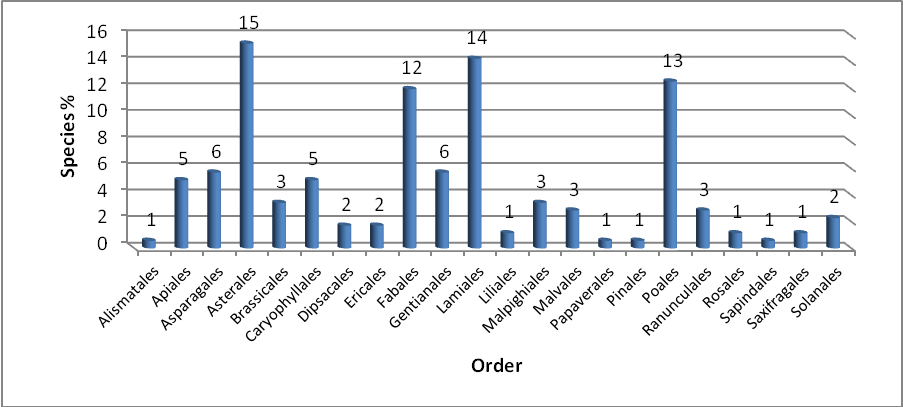 Species %
16
14
12
10
8
6
4
2
0
1
5
6
15
3
5
2
2
12
6
14
1
3
3
1
1
13
3
1
1
1
2
Alismatales
Apiales
Asparagales
Asterales
Brassicales
Caryophyllales
Dipsacales
Ericales
Fabales
Gentianales
Lamiales
Liliales
Malpighiales
Malvales
Papaverales
Pinales
Poales
Ranunculales
Rosales
Sapindales
Saxifragales
Solanales
Order